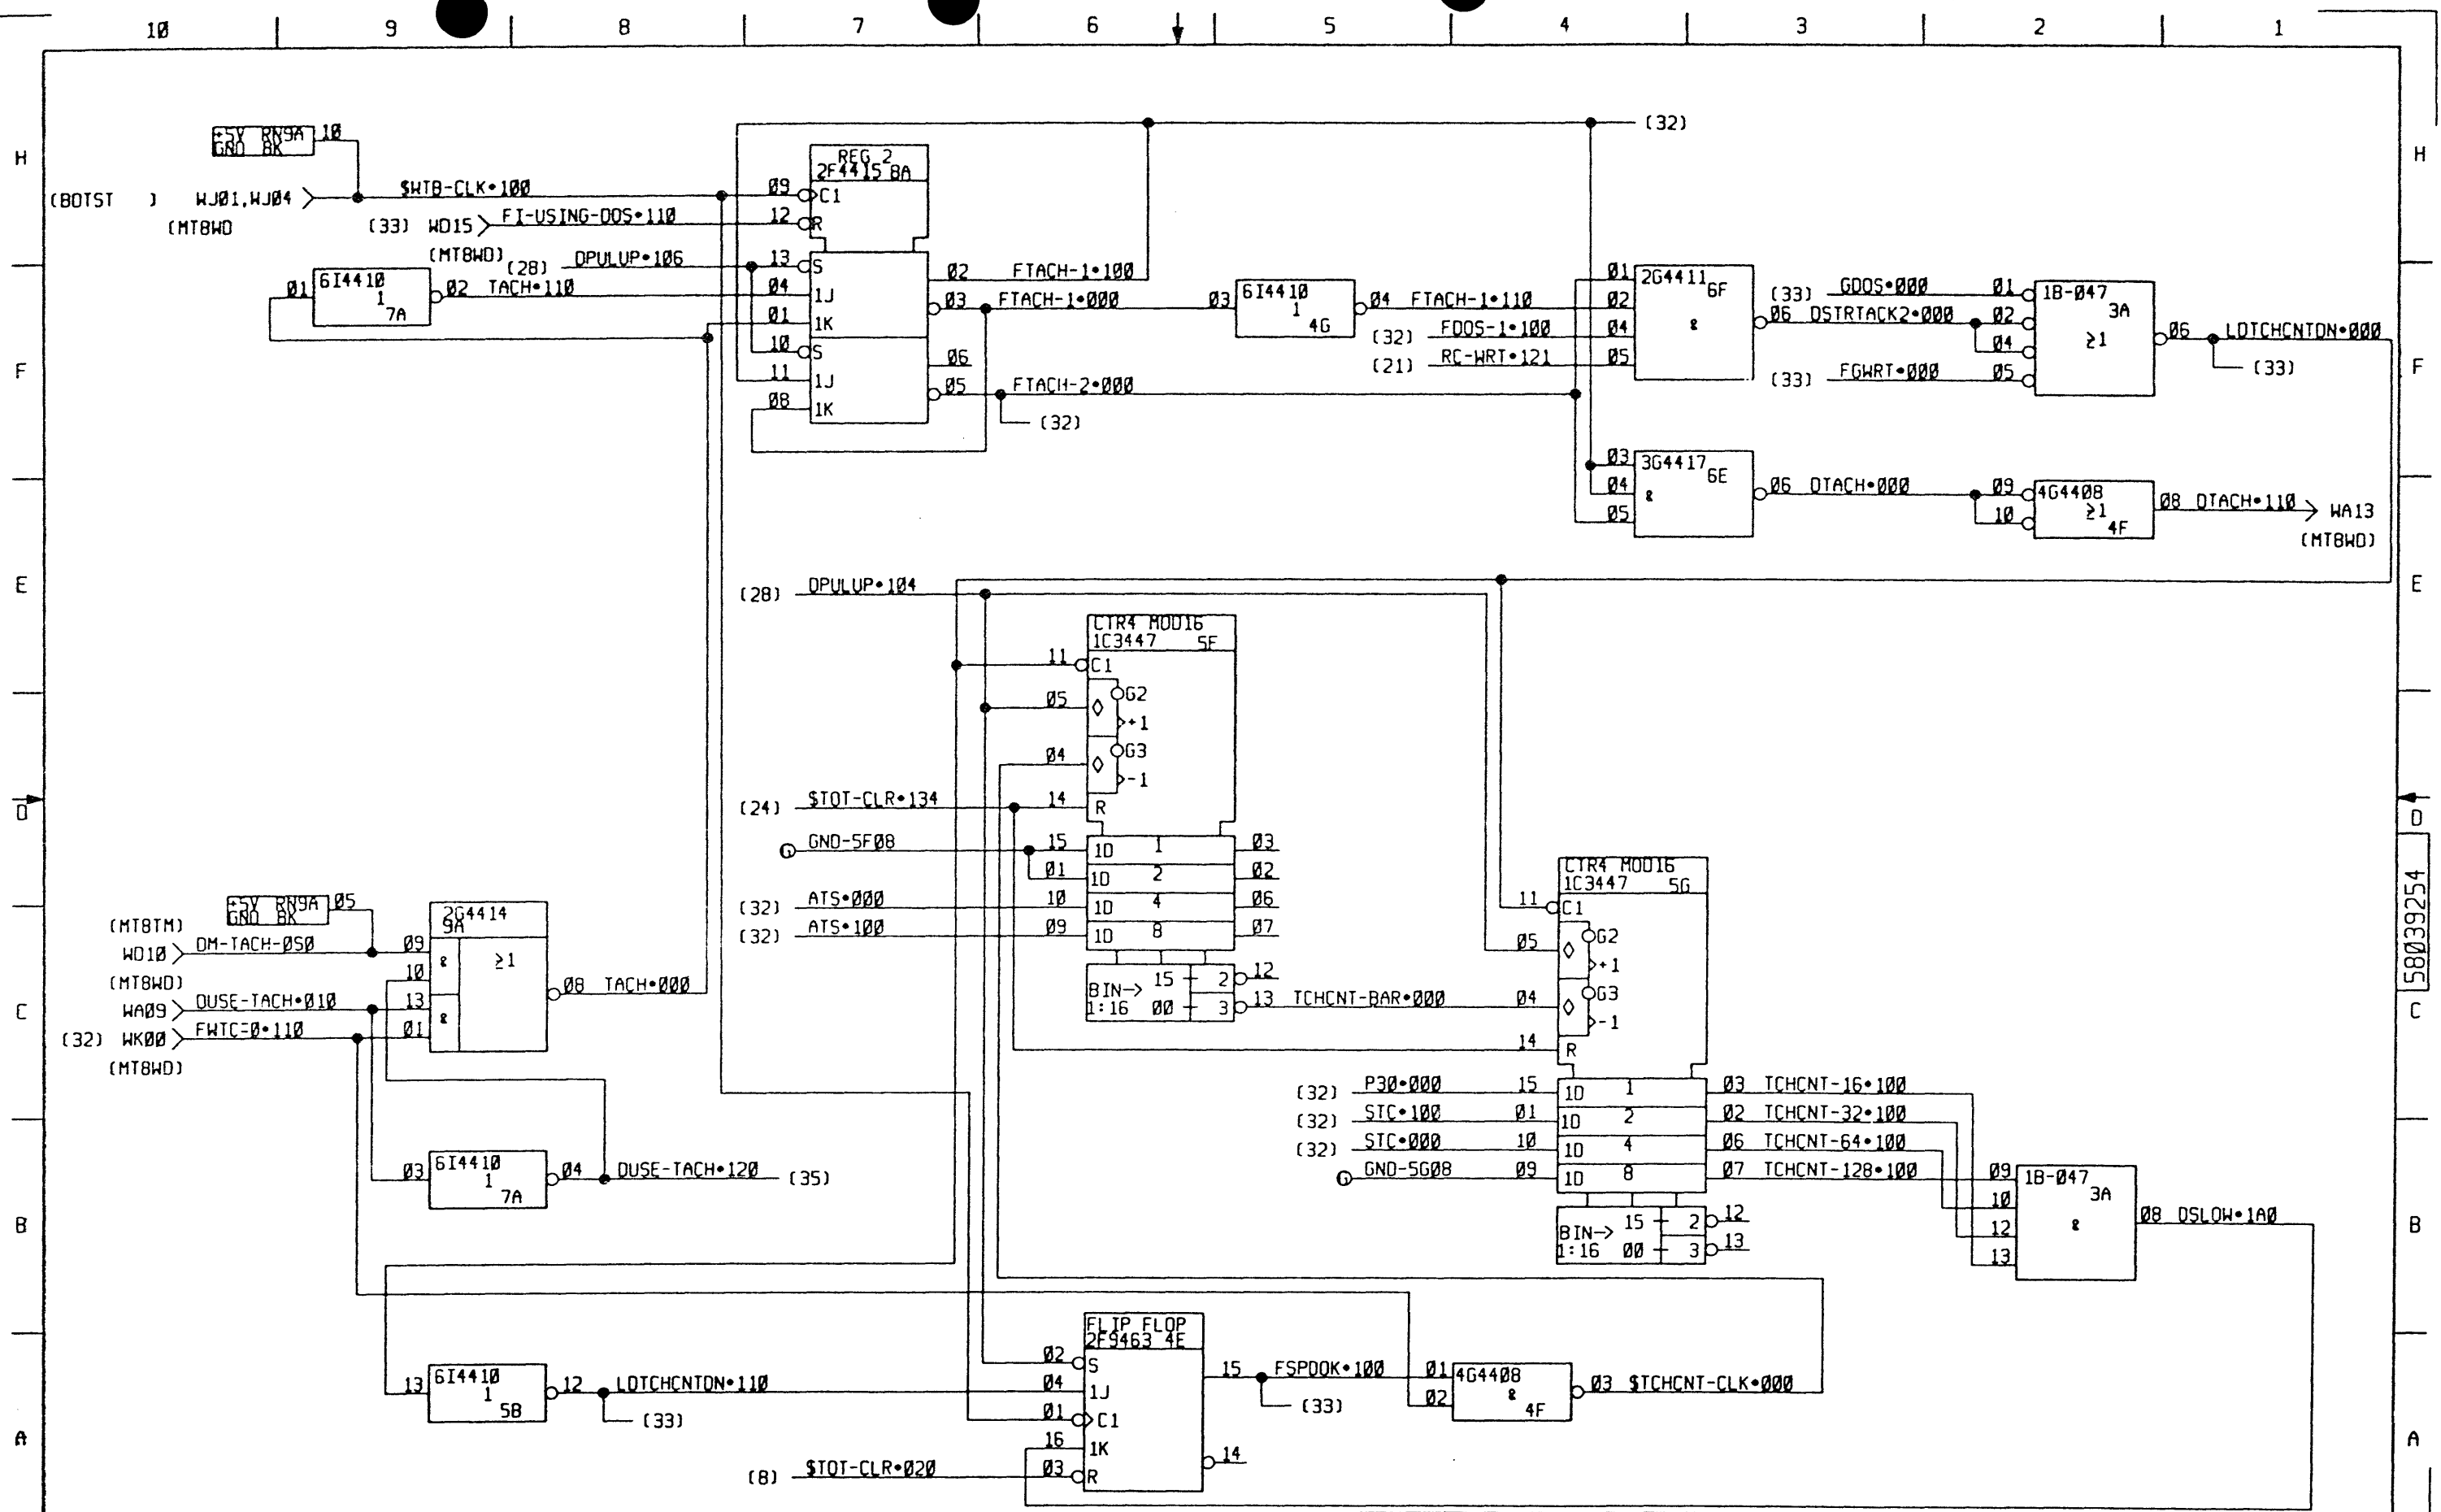 10 9 8 7 6 5 4 3 2 1
H H
+5V RN9A 10
GND 8K
(BOTST ) WJ01,WJ04 $WTB-CLK•100
(MT8WD
(33) WD15 FI-USING-DOS•110
(MT8WD)
(28) DPULUP•106
REG 2
2F4415 8A
09 C1
12 R
13 S
04 1J
01 1K
10 S
11 1J
08 1K
02 FTACH-1•100
03 FTACH-1•000
06
05 FTACH-2•000
(32)
(32)
01 6I4410 02 TACH•110
1
7A
03 6I4410 04 FTACH-1•110
1
4G
(32) FDOS-1•100
(21) RC-WRT•121
01 2G4411
6F
02
04 &
05
06 DSTRTACK2•000
(33) GDOS•000 01
02
04
(33) FGWRT•000 05
1B-047
3A
≥1
06 LDTCHCNTDN•000
(33)
F F
03 3G4417
6E
04 &
05
06 DTACH•000
09 4G4408
≥1
10 4F
08 DTACH•110 WA13
(MT8WD)
E E
(28) DPULUP•104
CTR4 MOD16
1C3447 5F
11 C1
05 G2
+1
04 G3
-1
(24) $TOT-CLR•134 14 R
G GND-5F08 15 1D 1 03
01 1D 2 02
(32) ATS•000 10 1D 4 06
(32) ATS•100 09 1D 8 07
BIN-> 15 2 12
1:16 00 3 13 TCHCNT-BAR•000
D D
58039254
CTR4 MOD16
1C3447 5G
11 C1
05 G2
+1
04 G3
-1
14 R
(32) P30•000 15 1D 1 03 TCHCNT-16•100
(32) STC•100 01 1D 2 02 TCHCNT-32•100
(32) STC•000 10 1D 4 06 TCHCNT-64•100
G GND-5G08 09 1D 8 07 TCHCNT-128•100
BIN-> 15 2 12
1:16 00 3 13
09 1B-047
3A
10
12 &
13
08 DSLOW•1A0
+5V RN9A 05
GND 8K
(MT8TM)
WD10 DM-TACH-050 09
(MT8WD) 10
WA09 DUSE-TACH•010 13
(32) WK00 FWTC=0•110 01
(MT8WD)
2G4414
9A
& ≥1
&
08 TACH•000
C C
03 6I4410 04 DUSE-TACH•120 (35)
1
7A
B B
13 6I4410 12 LDTCHCNTDN•110
1
5B
(33)
FLIP FLOP
2F9463 4E
02 S
04 1J
01 C1
16 1K
(8) $TOT-CLR•020 03 R
15 FSPDOK•100
(33)
14
01 4G4408
02 &
4F
03 $TCHCNT-CLK•000
A A